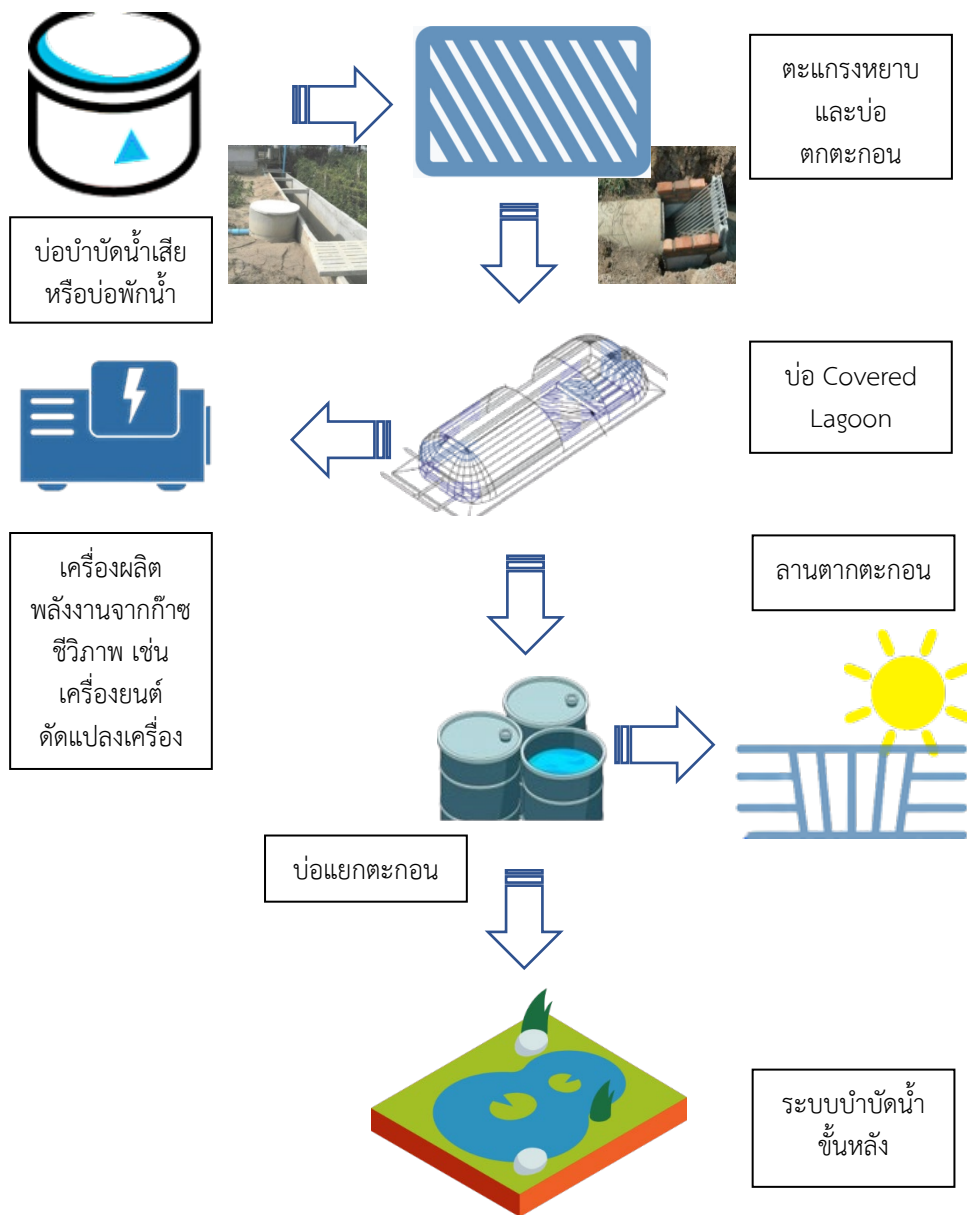 ตะแกรงหยาบ
และบ่อ
ตกตะกอน
บ่อบำบัดน้ำเสีย
หรือบ่อพักน้ำ
บ่อ Covered
Lagoon
เครื่องผลิต
พลังงานจากก๊าซ
ชีวิภาพ เช่น
เครื่องยนต์
ดัดแปลงเครื่อง
ลานตากตะกอน
บ่อแยกตะกอน
ระบบบำบัดน้ำ
ขั้นหลัง